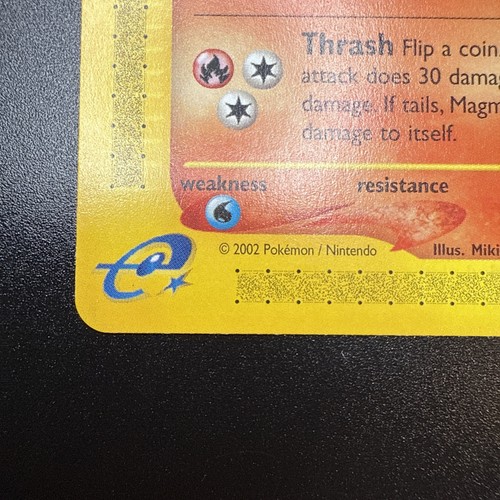 Thrash Flip a coin
attack does 30 damag
damage. If tails, Magm
damage to itself.
weakness
resistance
© 2002 Pokémon / Nintendo
Illus. Miki
e